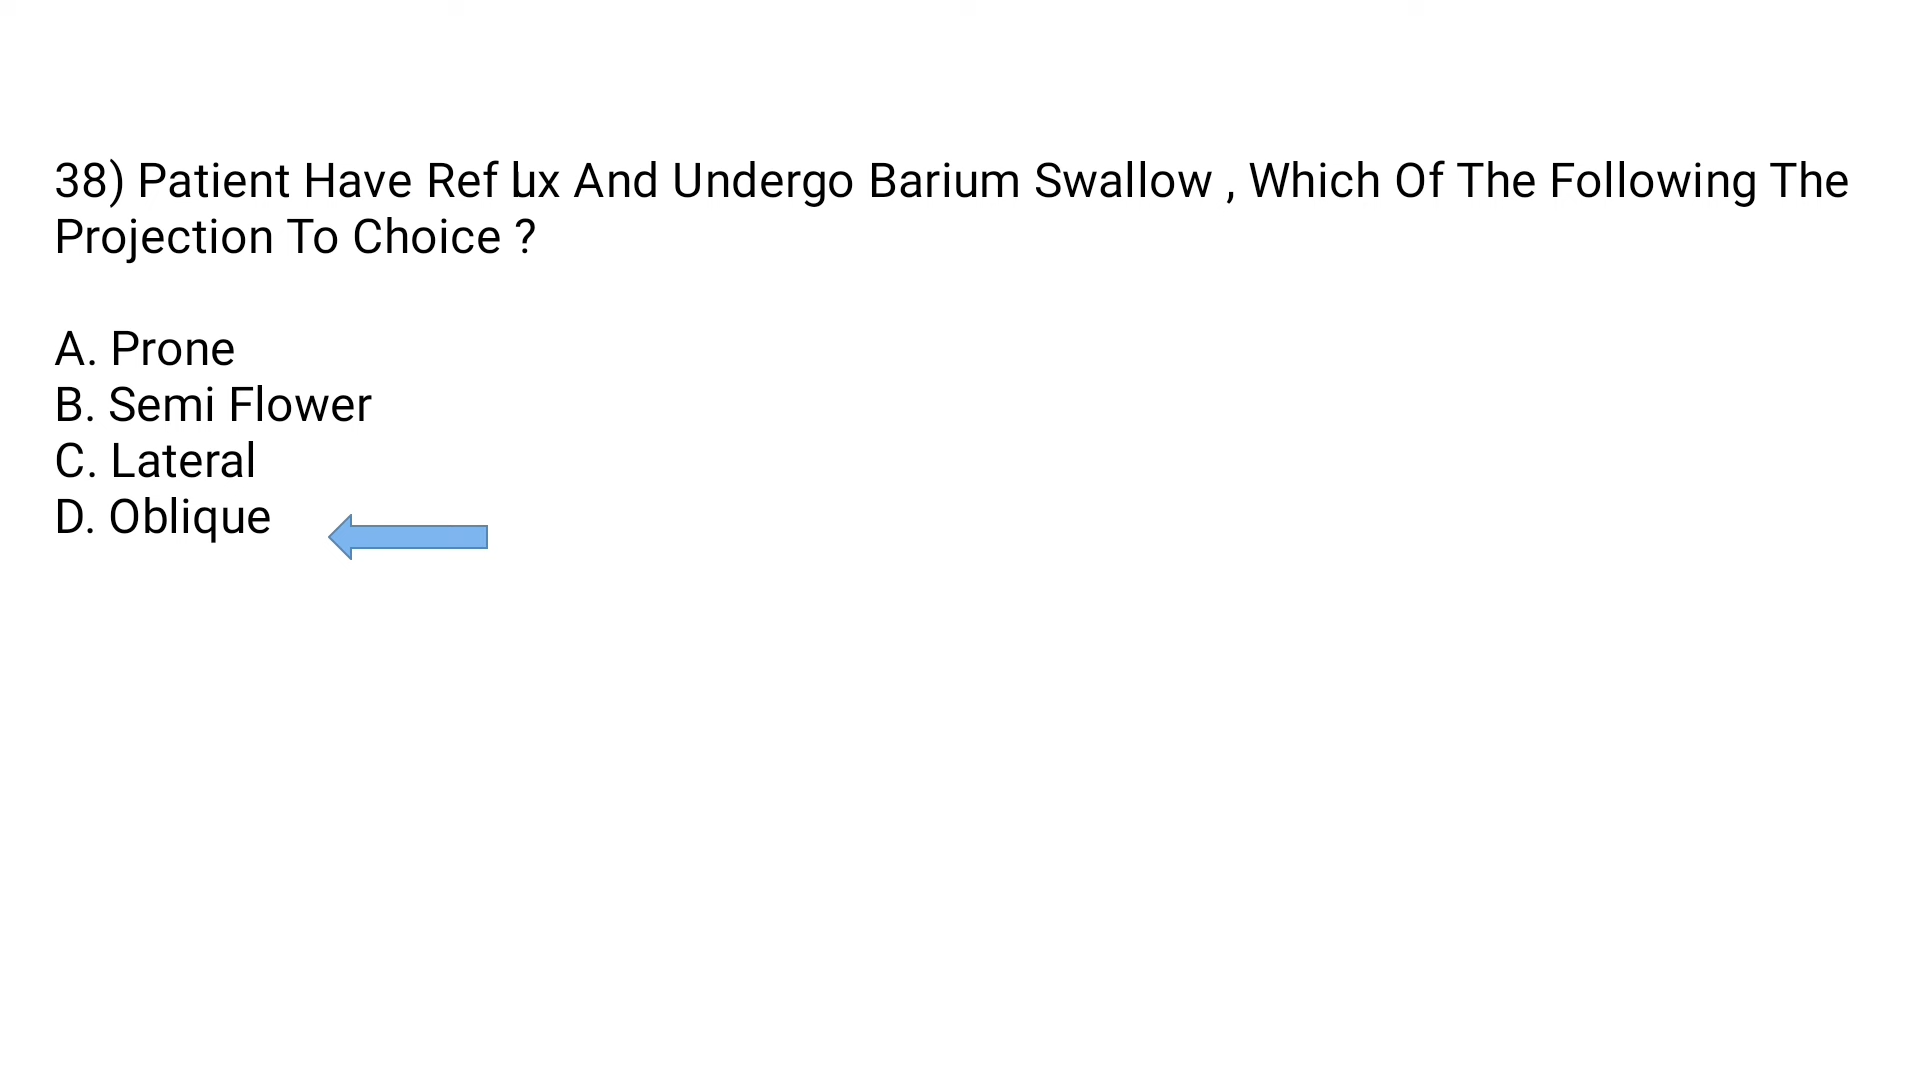 38) Patient Have Ref lux And Undergo Barium Swallow , Which Of The Following The
Projection To Choice ?
A. Prone
B. Semi Flower
C. Lateral
D. Oblique